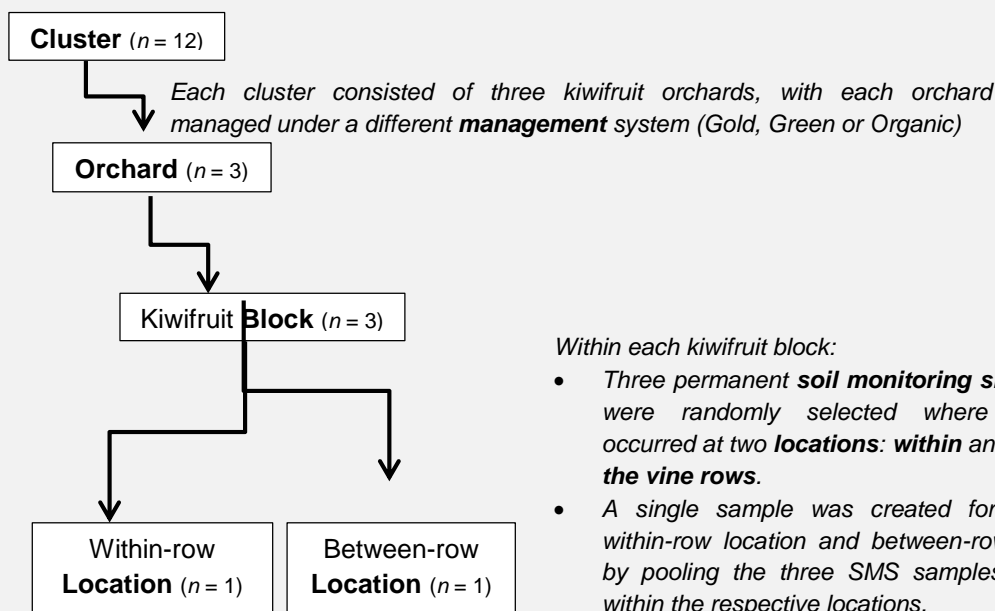 Cluster (n = 12)
Each cluster consisted of three kiwifruit orchards, with each orchard
managed under a different management system (Gold, Green or Organic)
Orchard (n = 3)
Kiwifruit Block (n = 3)
Within each kiwifruit block:
• Three permanent soil monitoring
were randomly selected where
occurred at two locations: within
the vine rows.
• A single sample was created for
within-row location and
by pooling the three SMS samples
within the respective locations.
Within-row
Location (n = 1)
Between-row
Location (n = 1)